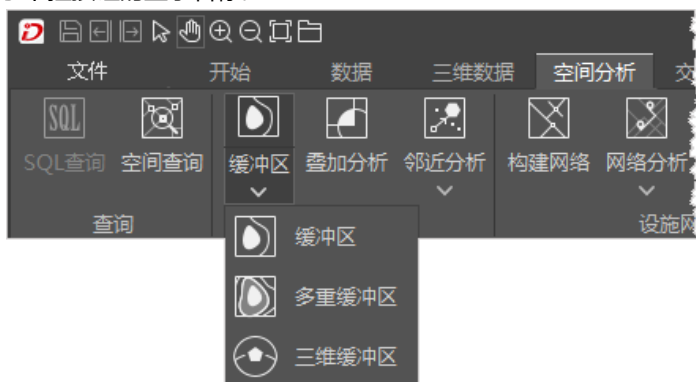 文件 开始 数据 三维数据 空间分析
SQL
SQL查询 空间查询 缓冲区 叠加分析 邻近分析 构建网络 网络分析
查询
缓冲区
多重缓冲区
三维缓冲区